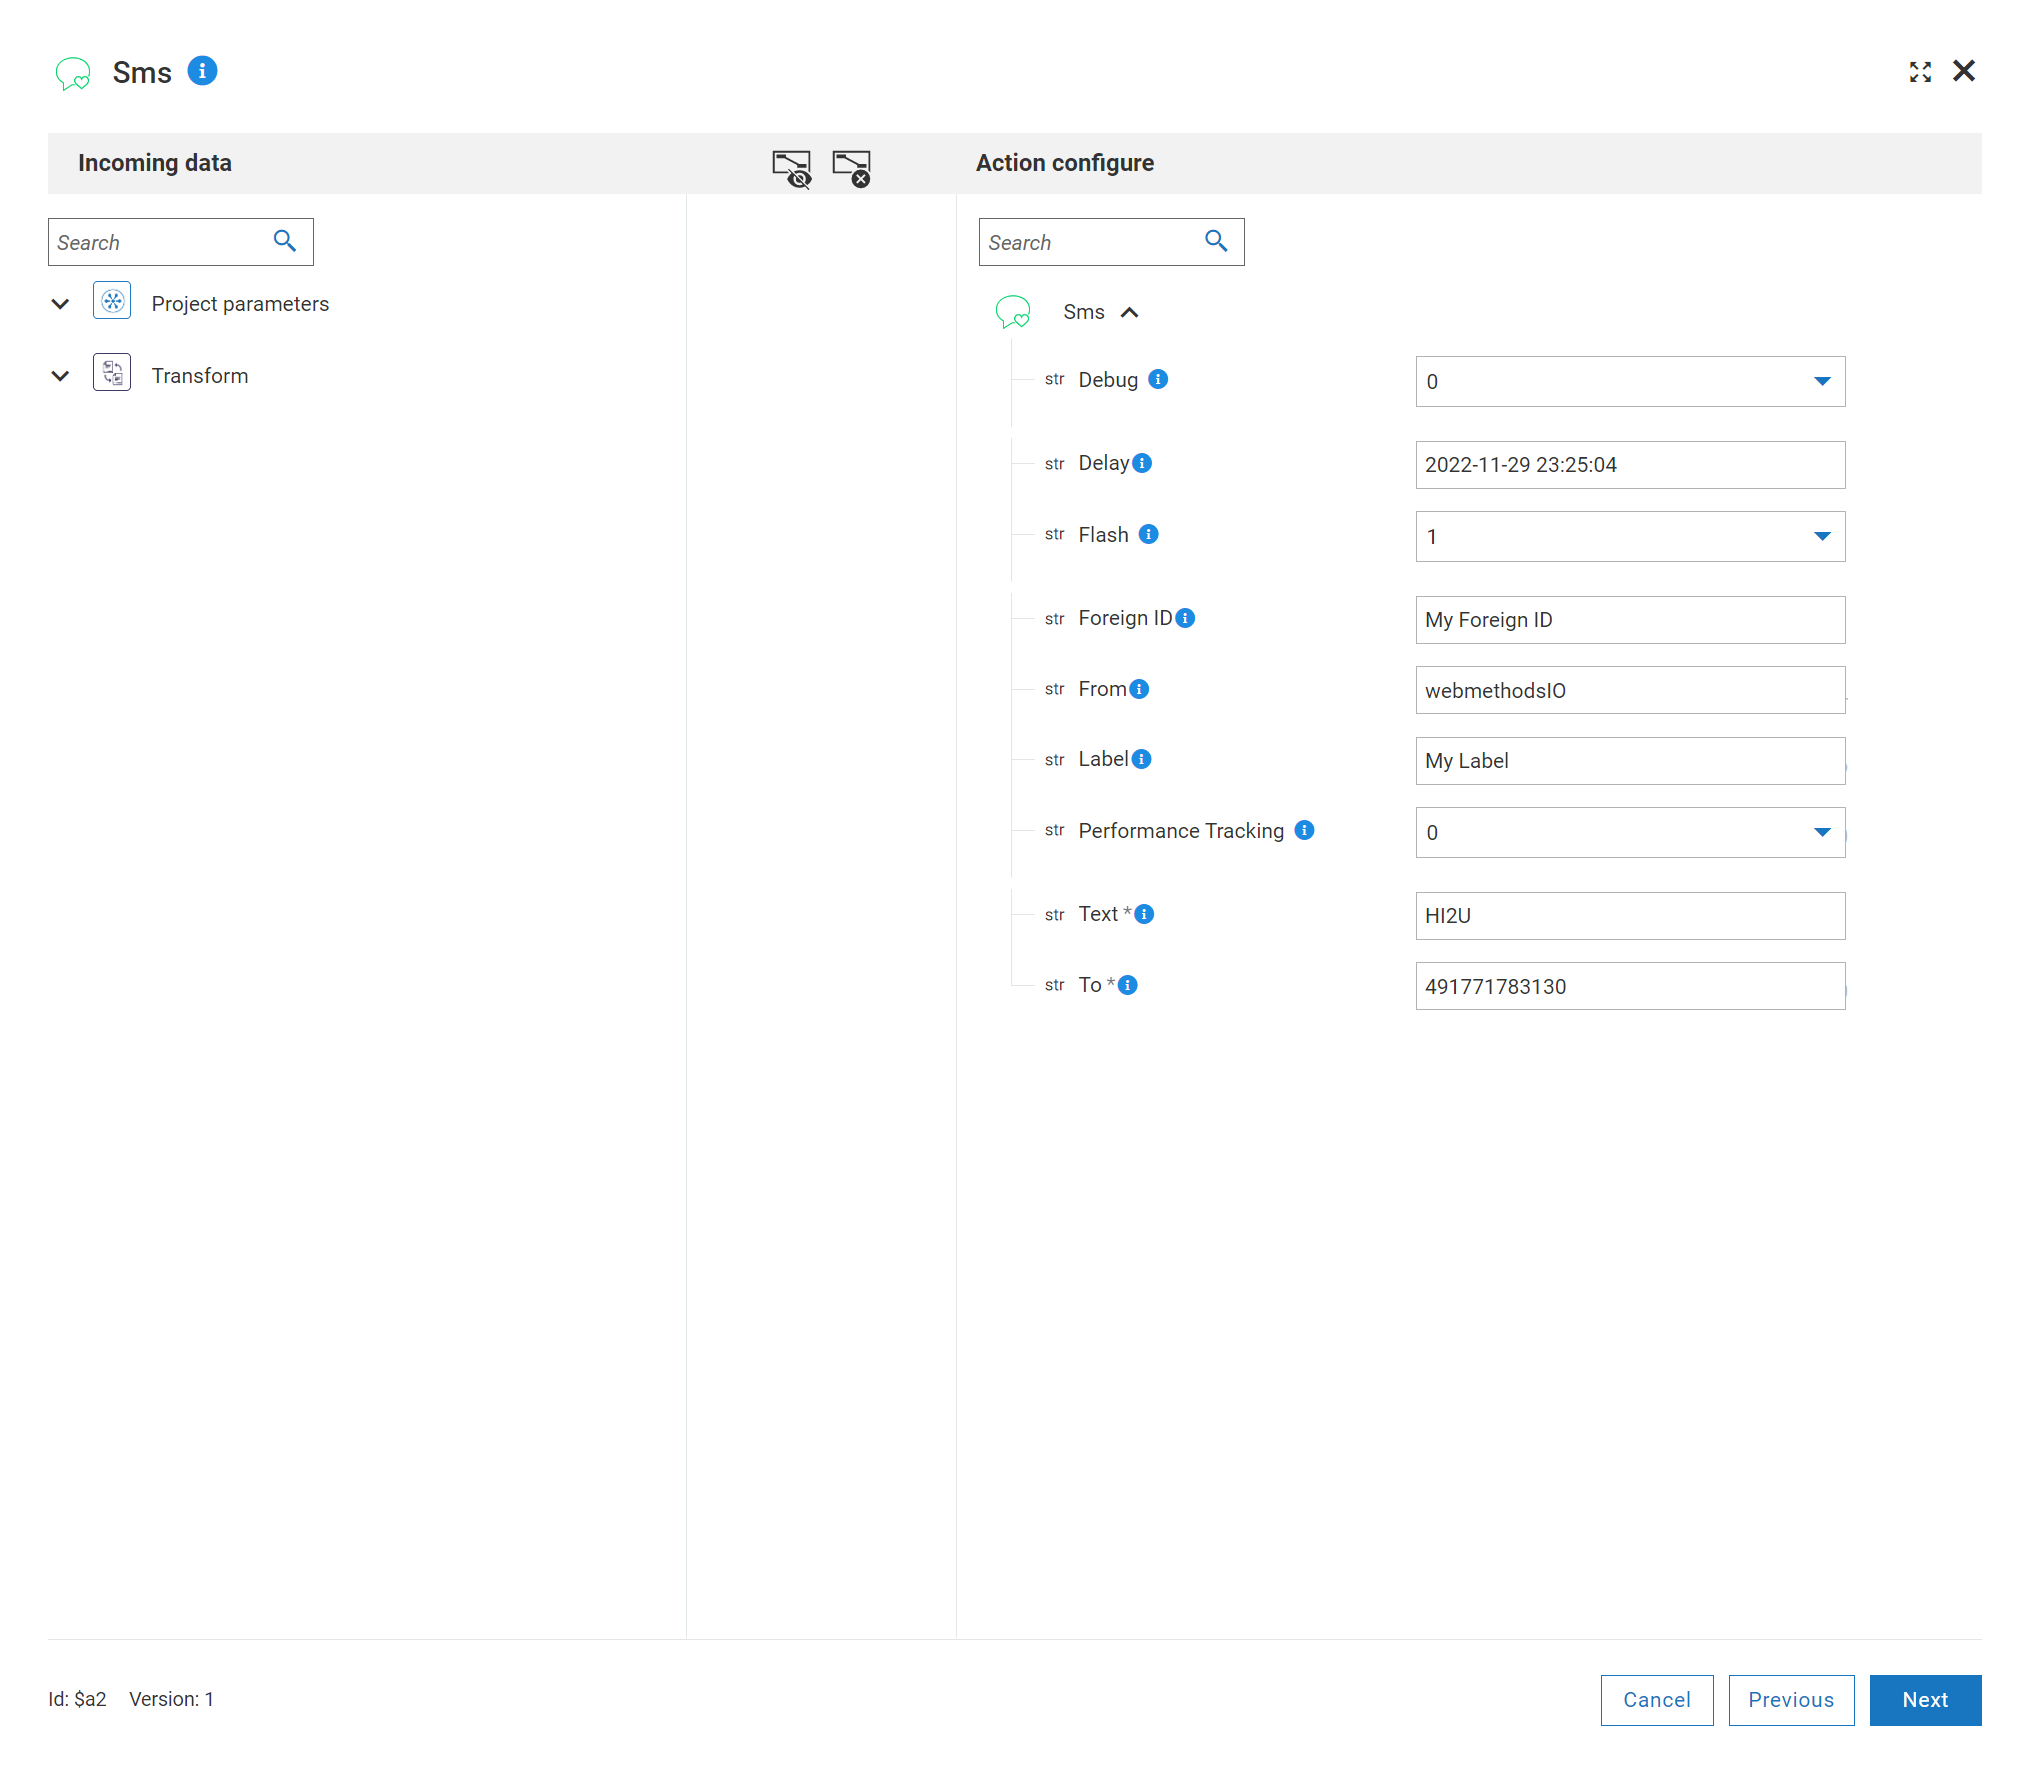 Sms
Incoming data
Action configure
Search
Search
Project parameters
Transform
Sms
str Debug 0
str Delay 2022-11-29 23:25:04
str Flash 1
str Foreign ID My Foreign ID
str From webmethodsIO
str Label My Label
str Performance Tracking 0
str Text * HI2U
str To * 491771783130
Id: $a2 Version: 1
Cancel Previous Next